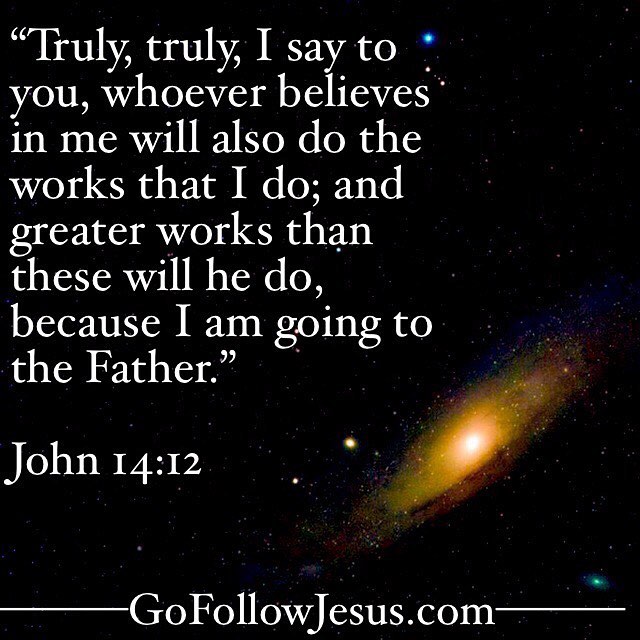 “Truly, truly, I say to
you, whoever believes
in me will also do the
works that I do; and
greater works than
these will he do,
because I am going to
the Father.”
John 14:12
GoFollowJesus.com